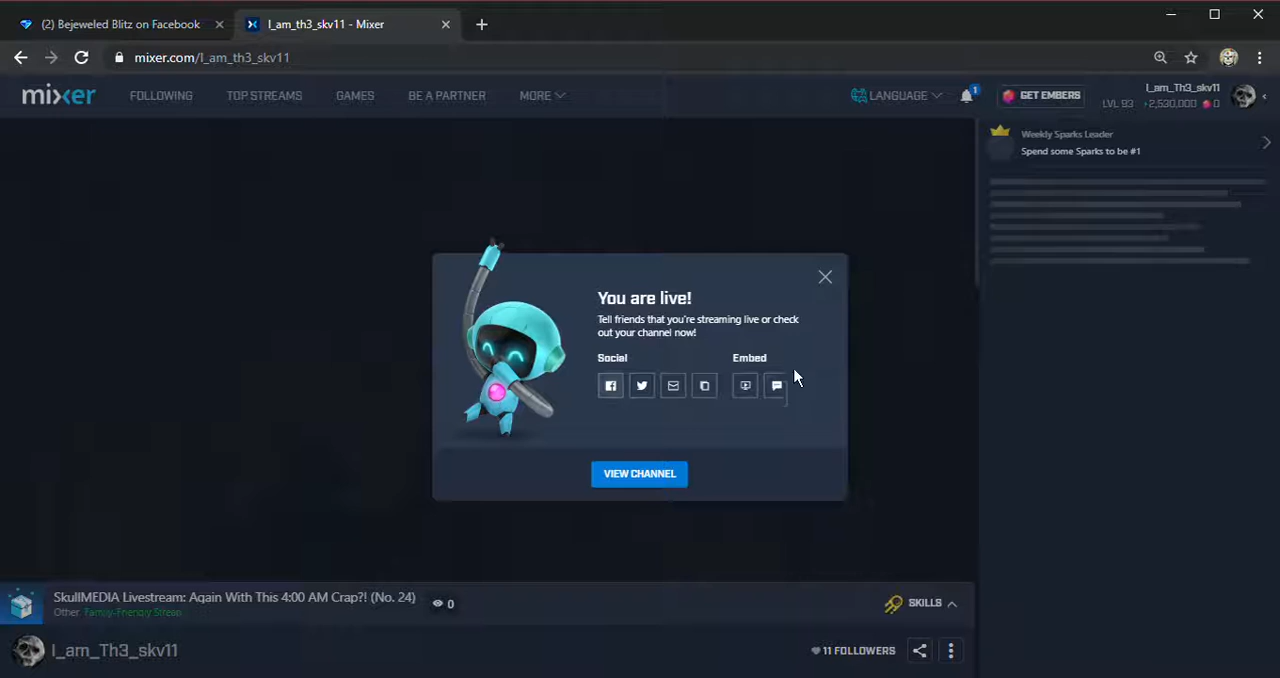 (2) Bejeweled Blitz on Facebook
I_am_th3_skv11 - Mixer
mixer.com/I_am_th3_skv11
mixer
FOLLOWING
TOP STREAMS
GAMES
BE A PARTNER
MORE
LANGUAGE
1
GET EMBERS
I_am_Th3_skv11
LVL 93 2,530,000 0
Weekly Sparks Leader
Spend some Sparks to be #1
You are live!
Tell friends that you're streaming live or check
out your channel now!
Social
Embed
VIEW CHANNEL
SkullMEDIA Livestream: Again With This 4:00 AM Crap?! (No. 24)
Other Family-Friendly Stream
0
SKILLS
I_am_Th3_skv11
11 FOLLOWERS